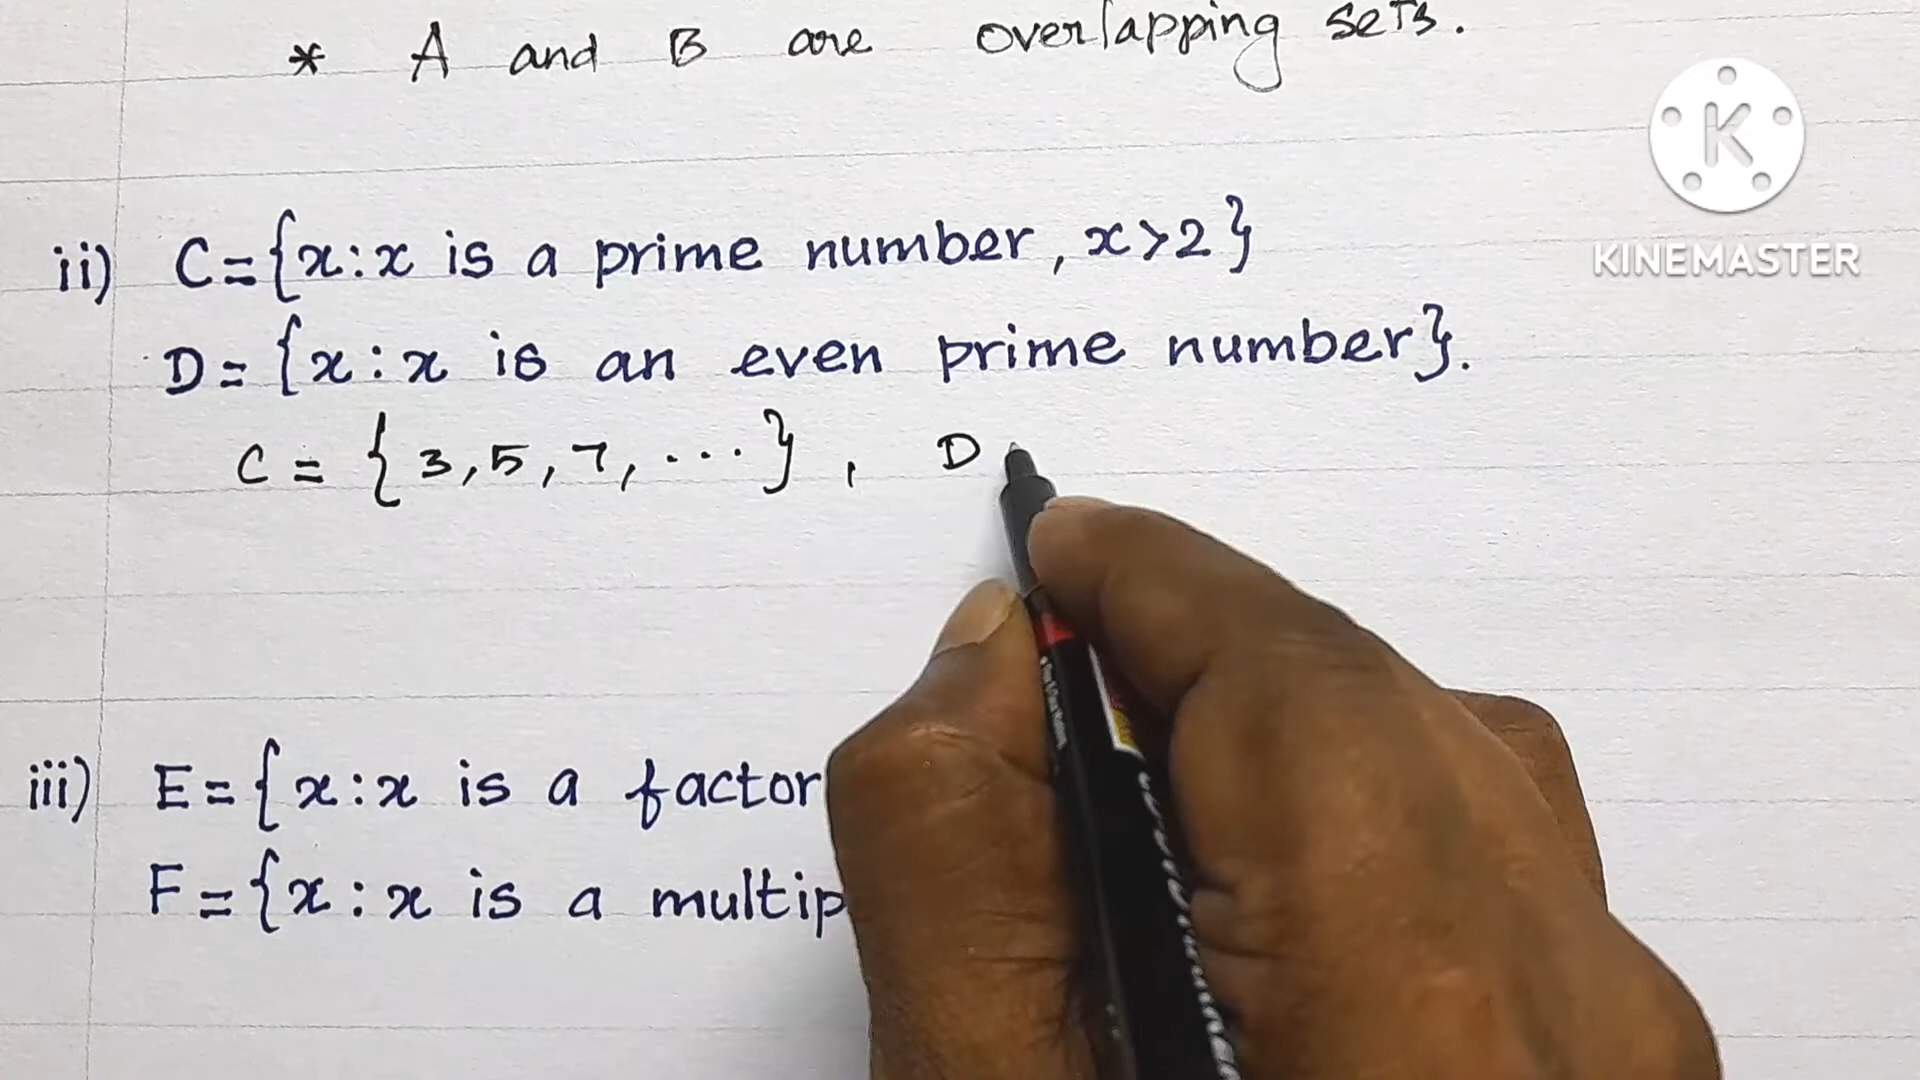 * A and B are overlapping sets.
K
KINEMASTER
ii) C={x:x is a prime number, x>2}
D={x:x is an even prime number}.
C = {3,5,7,...}, D
iii) E={x:x is a factor
F={x:x is a multip